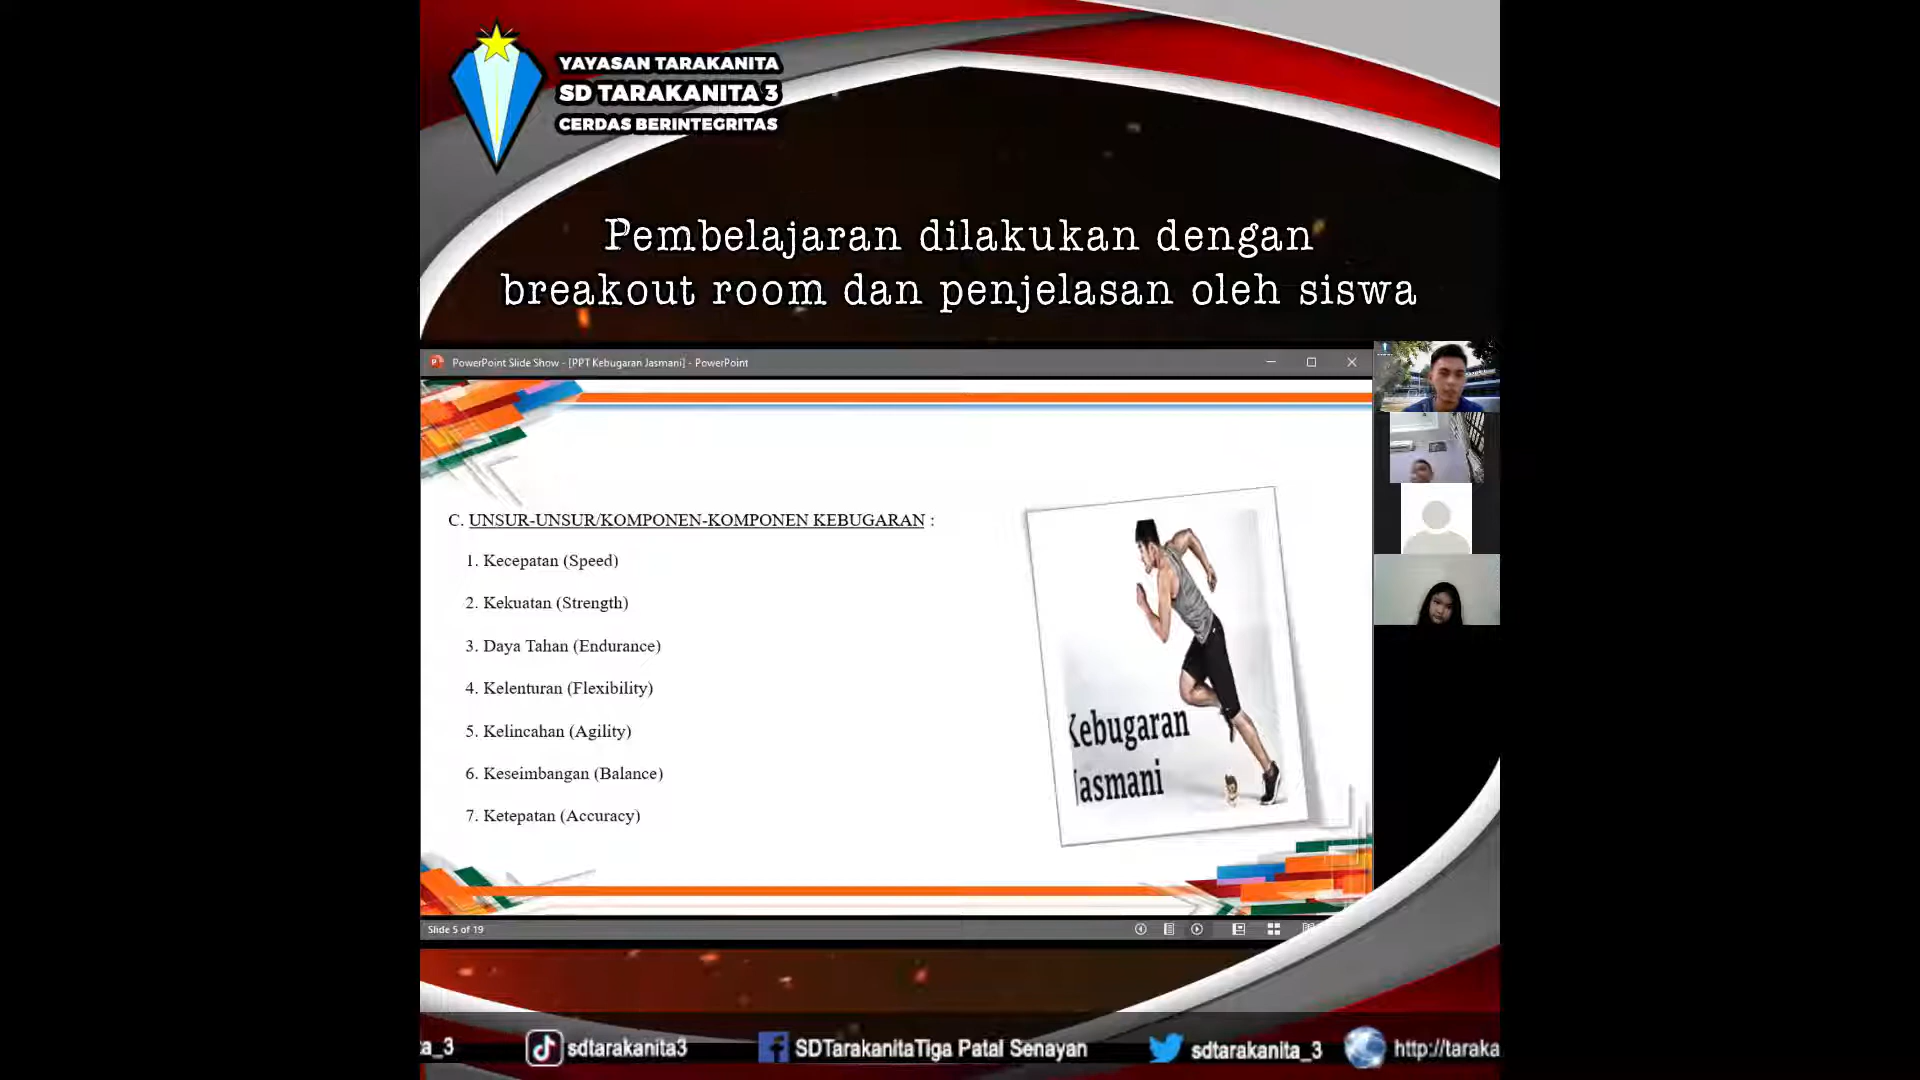 YAYASAN TARAKANITA
SD TARAKANITA 3
CERDAS BERINTEGRITAS
Pembelajaran dilakukan dengan
breakout room dan penjelasan oleh siswa
PowerPoint Slide Show - [PPT Kebugaran Jasmani] - PowerPoint
C. UNSUR-UNSUR/KOMPONEN-KOMPONEN KEBUGARAN :
1. Kecepatan (Speed)
2. Kekuatan (Strength)
3. Daya Tahan (Endurance)
4. Kelenturan (Flexibility)
5. Kelincahan (Agility)
6. Keseimbangan (Balance)
7. Ketepatan (Accuracy)
Kebugaran
Jasmani
Slide 5 of 19
a_3
sdtarakanita3
SDTarakanitaTiga Patal Senayan
sdtarakanita_3
http://taraka